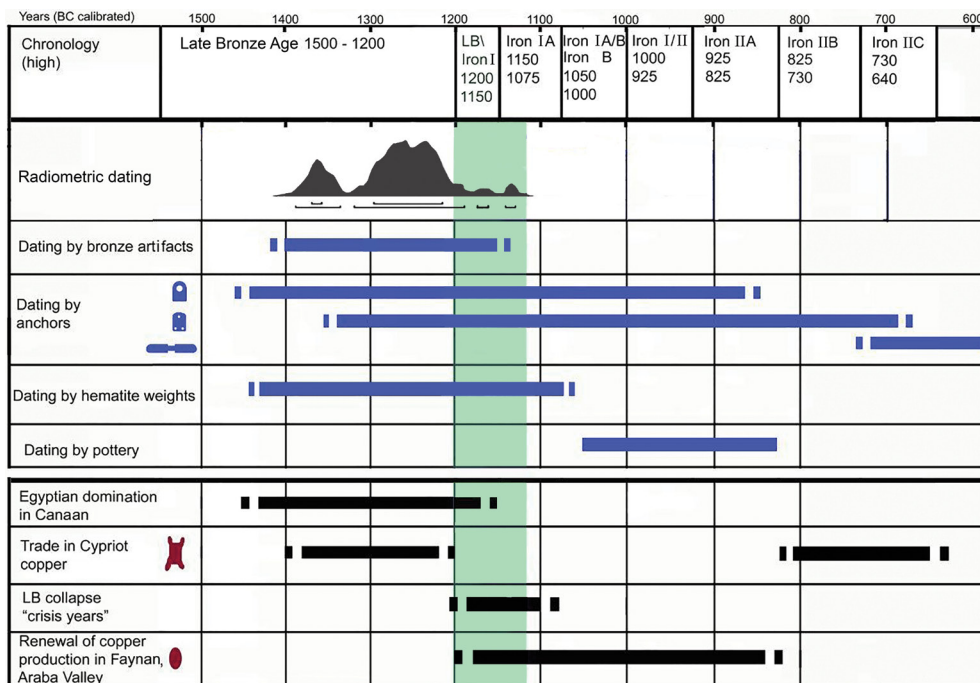 Years (BC calibrated) 1500 1400 1300 1200 1100 1000 900 800 700 600
Chronology
(high)
Late Bronze Age 1500 - 1200
LB\
Iron I
1200
1150
Iron IA
1150
1075
Iron IA/B
Iron B
1050
1000
Iron I/II
1000
925
Iron IIA
925
825
Iron IIB
825
730
Iron IIC
730
640
Radiometric dating
Dating by bronze artifacts
Dating by
anchors
Dating by hematite weights
Dating by pottery
Egyptian domination
in Canaan
Trade in Cypriot
copper
LB collapse
“crisis years”
Renewal of copper
production in Faynan,
Araba Valley